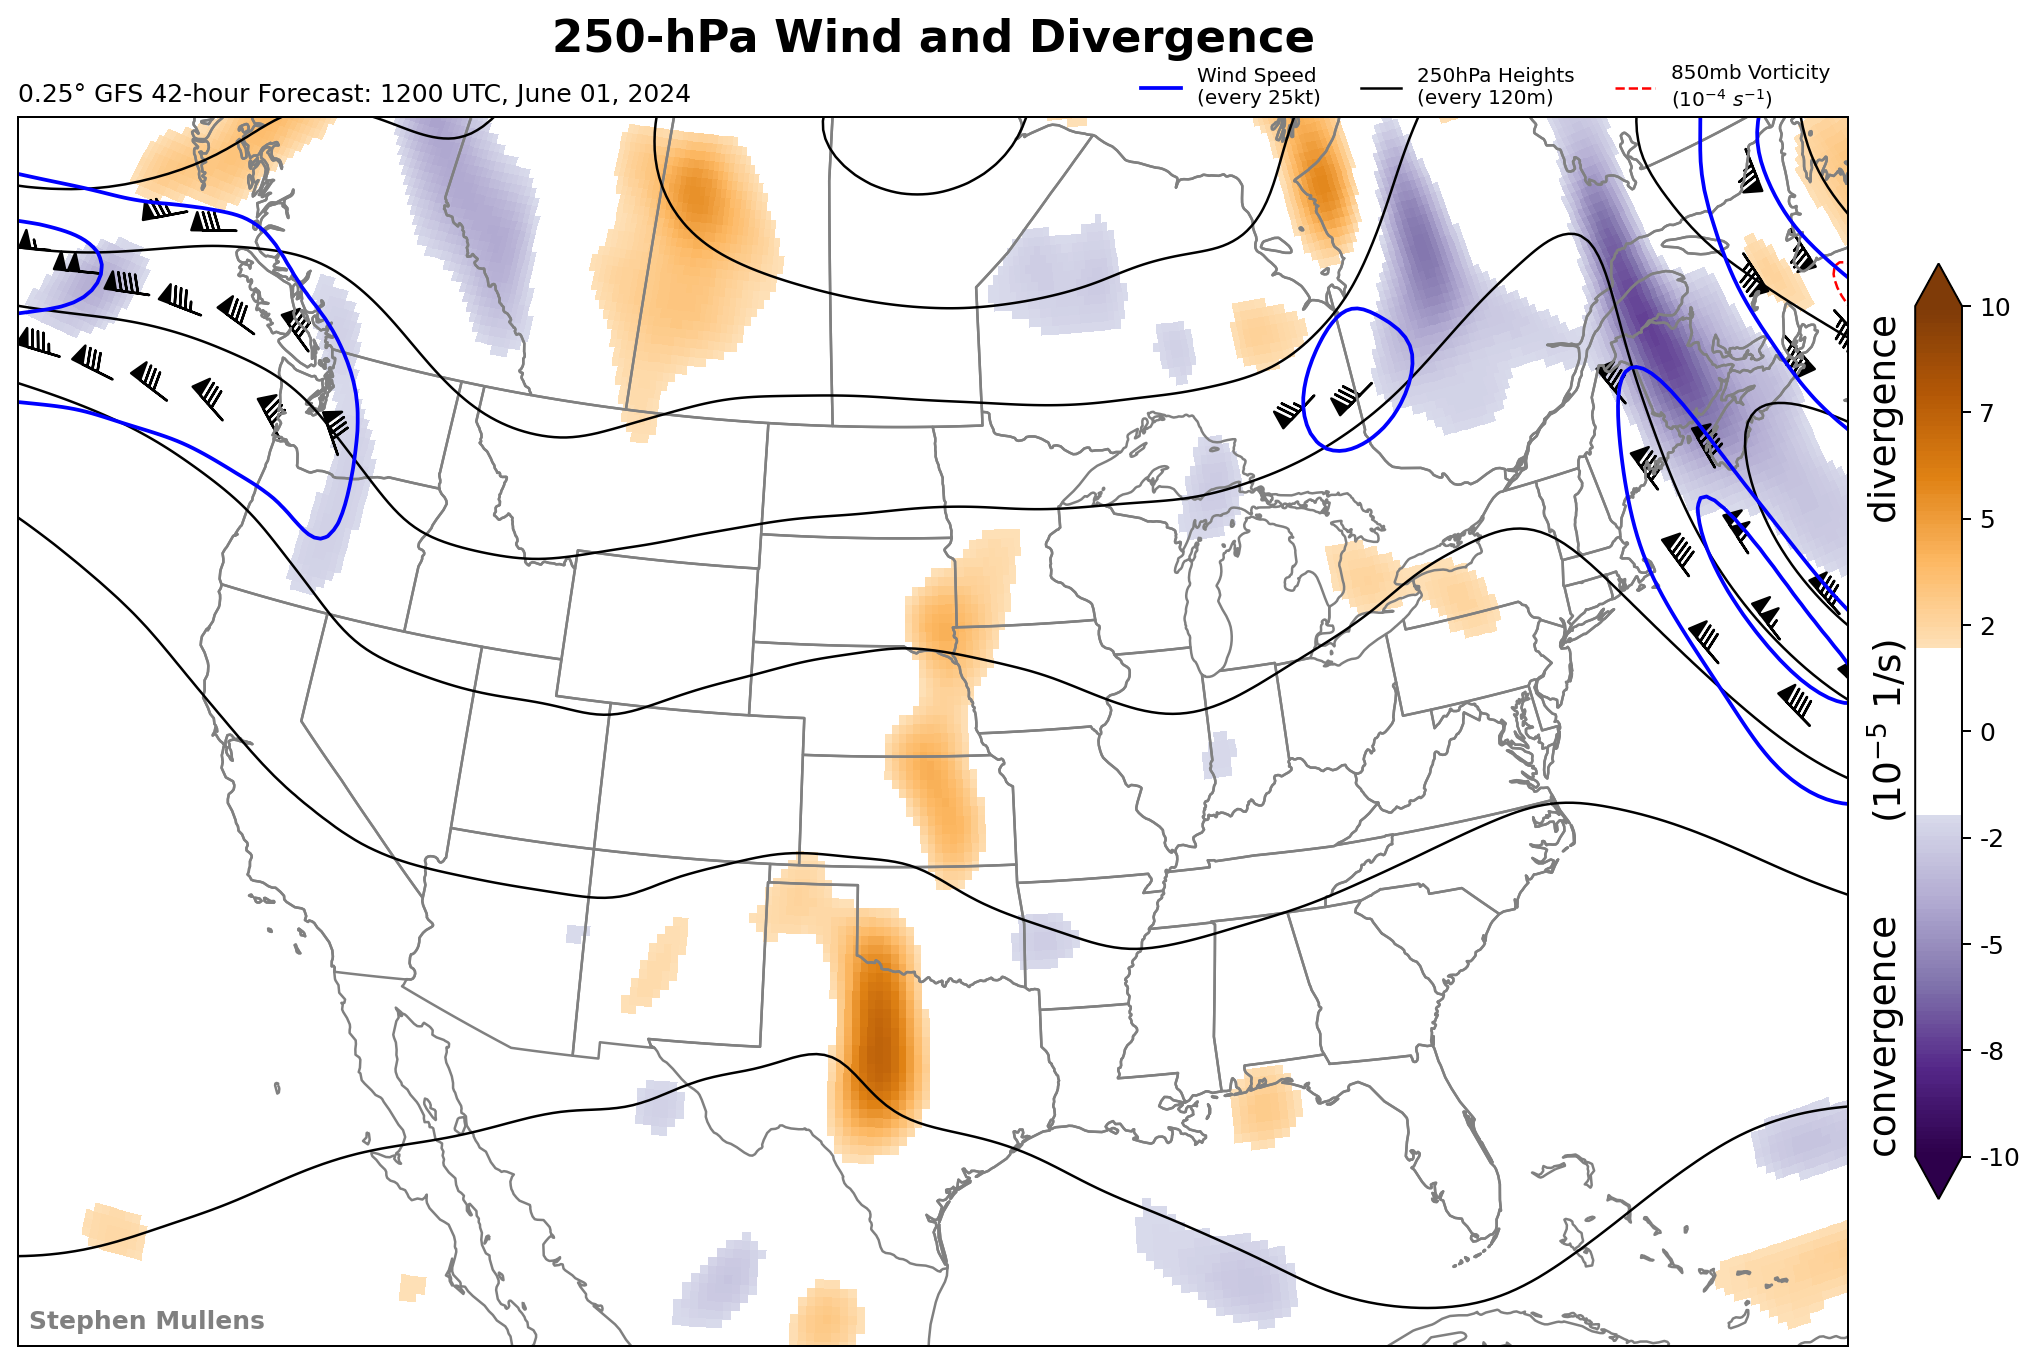 250-hPa Wind and Divergence
0.25° GFS 42-hour Forecast: 1200 UTC, June 01, 2024
Wind Speed
(every 25kt)
250hPa Heights
(every 120m)
850mb Vorticity
(10⁻⁴ s⁻¹)
10
7
5
2
0
-2
-5
-8
-10
convergence (10⁻⁵ 1/s) divergence
Stephen Mullens